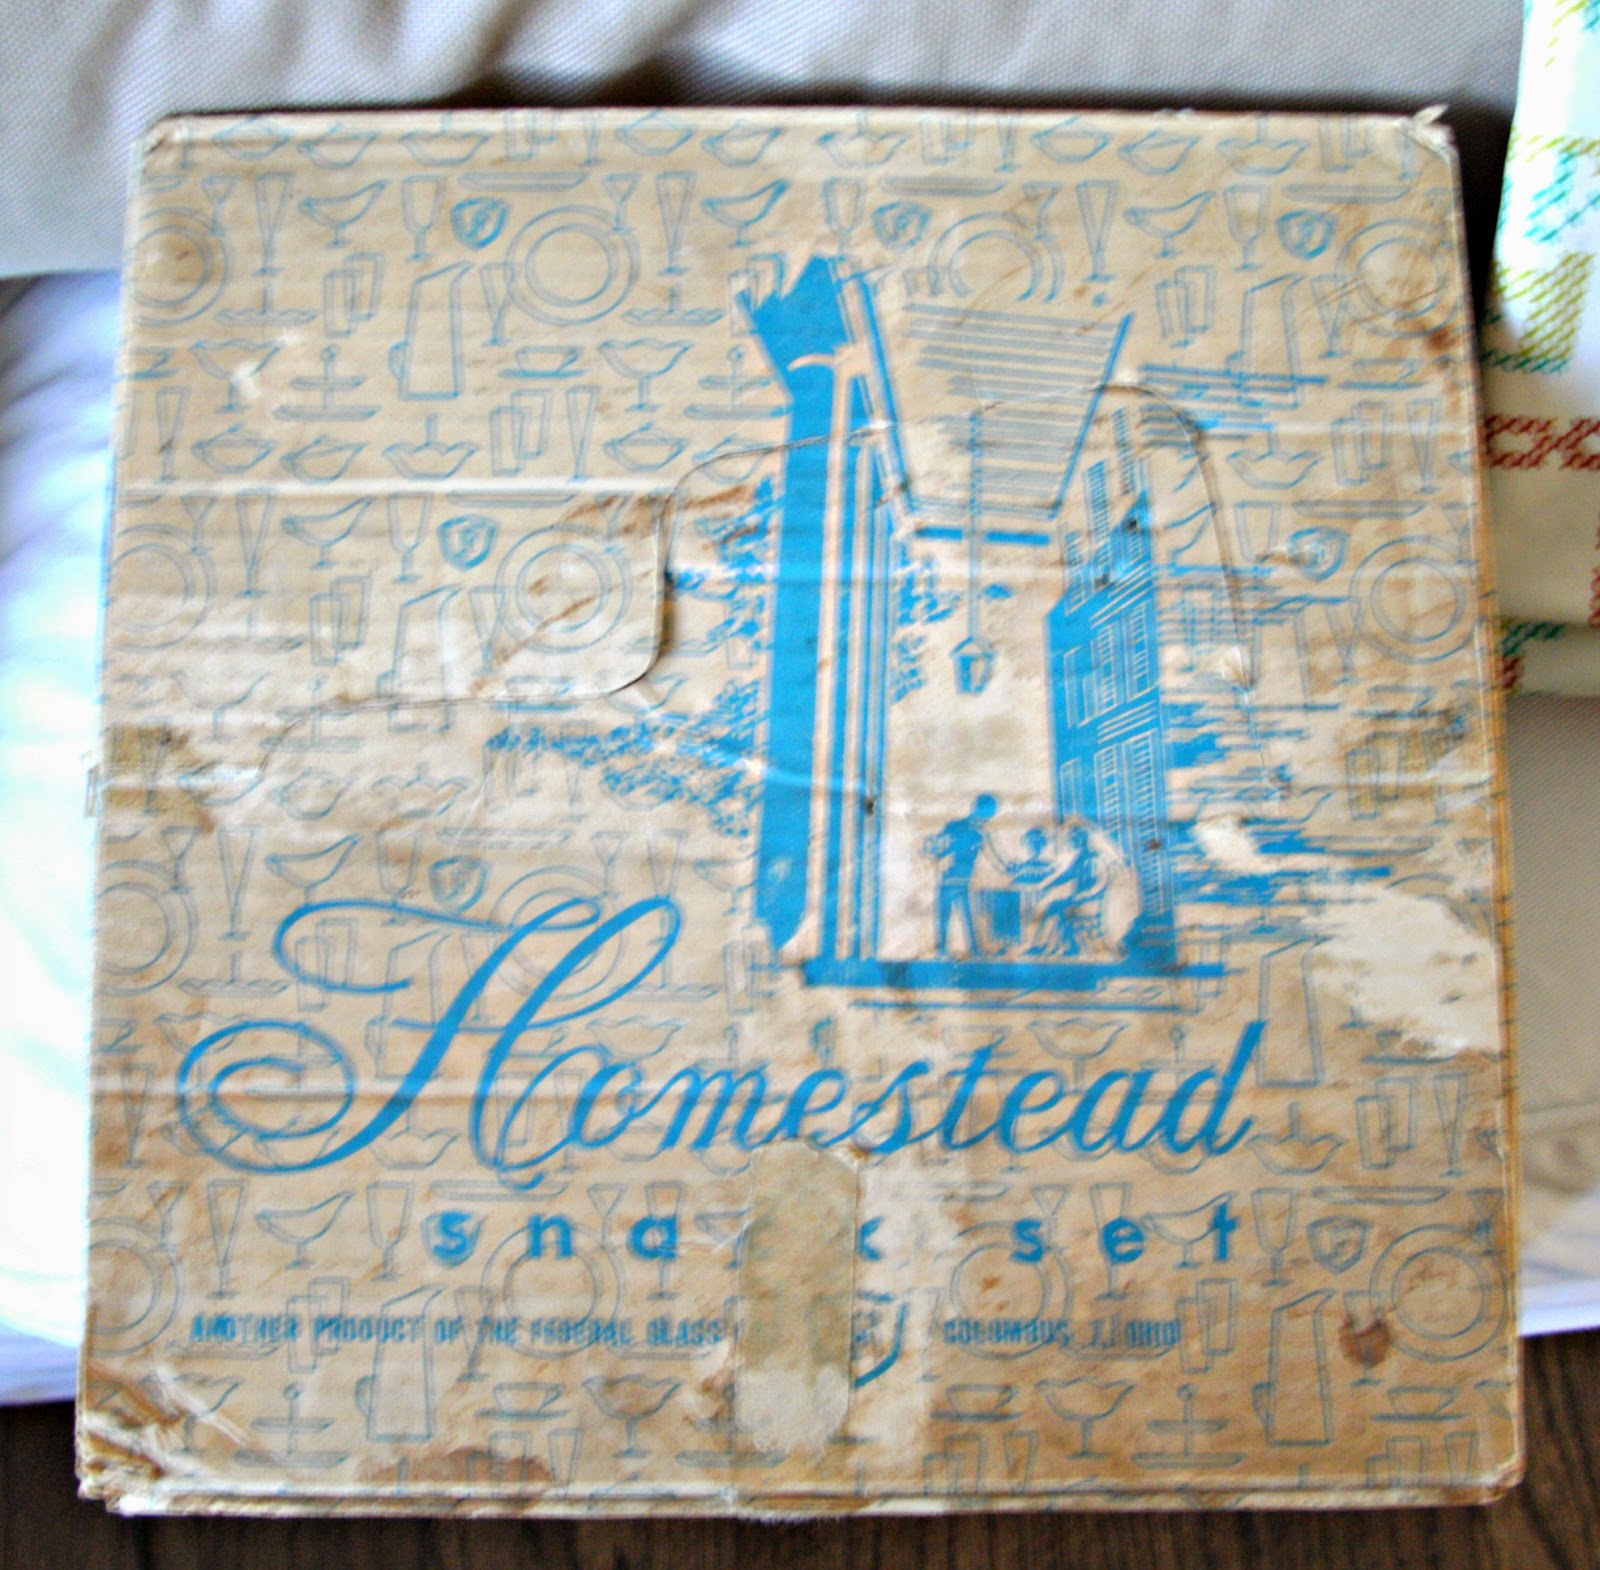 Homestead
sna k set
ANOTHER PRODUCT OF THE FEDERAL GLASS COLUMBUS 7, OHIO